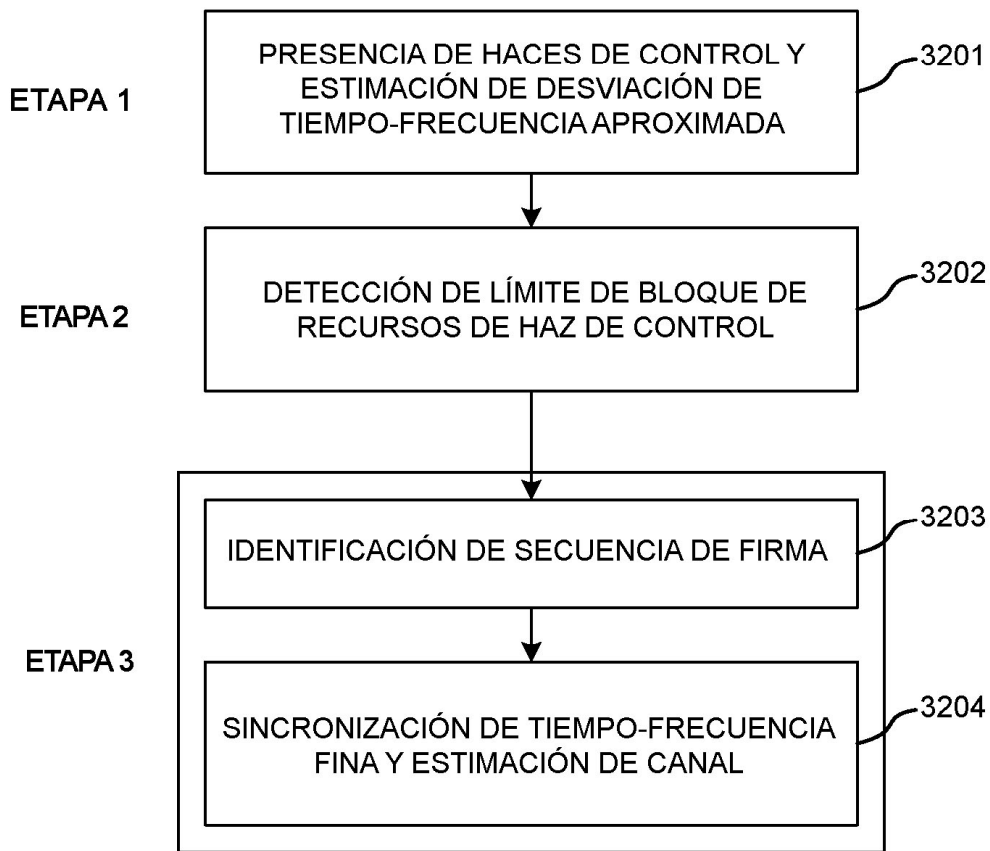 ETAPA 1
PRESENCIA DE HACES DE CONTROL Y
ESTIMACIÓN DE DESVIACIÓN DE
TIEMPO-FRECUENCIA APROXIMADA
3201
ETAPA 2
DETECCIÓN DE LÍMITE DE BLOQUE DE
RECURSOS DE HAZ DE CONTROL
3202
ETAPA 3
IDENTIFICACIÓN DE SECUENCIA DE FIRMA
3203
SINCRONIZACIÓN DE TIEMPO-FRECUENCIA
FINA Y ESTIMACIÓN DE CANAL
3204